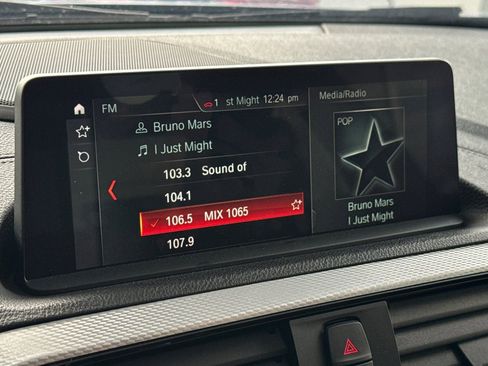 FM
1 st Might 12:24 pm
Media/Radio
Bruno Mars
I Just Might
103.3 Sound of
104.1
106.5 MIX 1065
107.9
POP
Bruno Mars
I Just Might